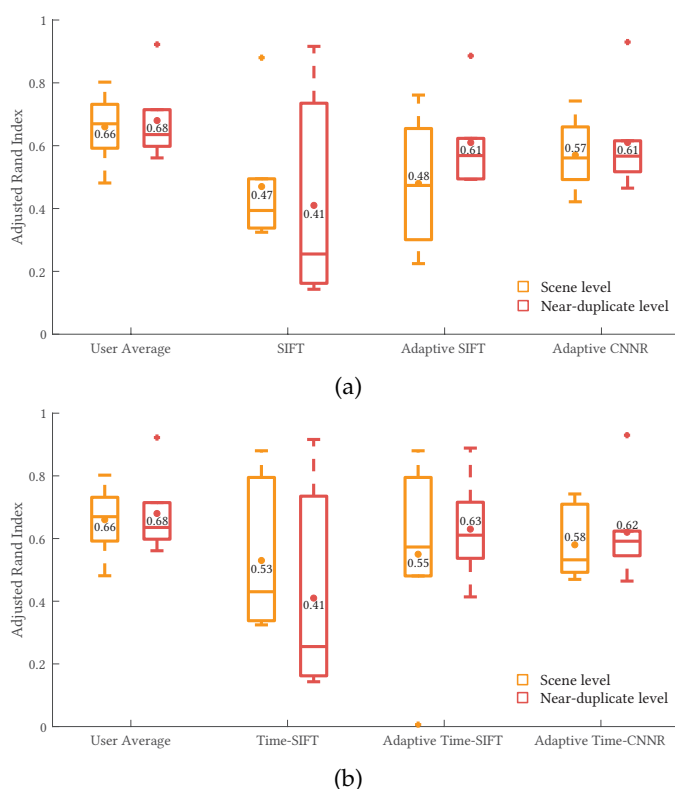 1
0.8
0.6
0.4
0.2
0
Adjusted Rand Index
0.66
0.68
0.47
0.41
0.48
0.61
0.57
0.61
Scene level
Near-duplicate level
User Average SIFT Adaptive SIFT Adaptive CNNR
(a)
1
0.8
0.6
0.4
0.2
0
Adjusted Rand Index
0.66
0.68
0.53
0.41
0.55
0.63
0.58
0.62
Scene level
Near-duplicate level
User Average Time-SIFT Adaptive Time-SIFT Adaptive Time-CNNR
(b)